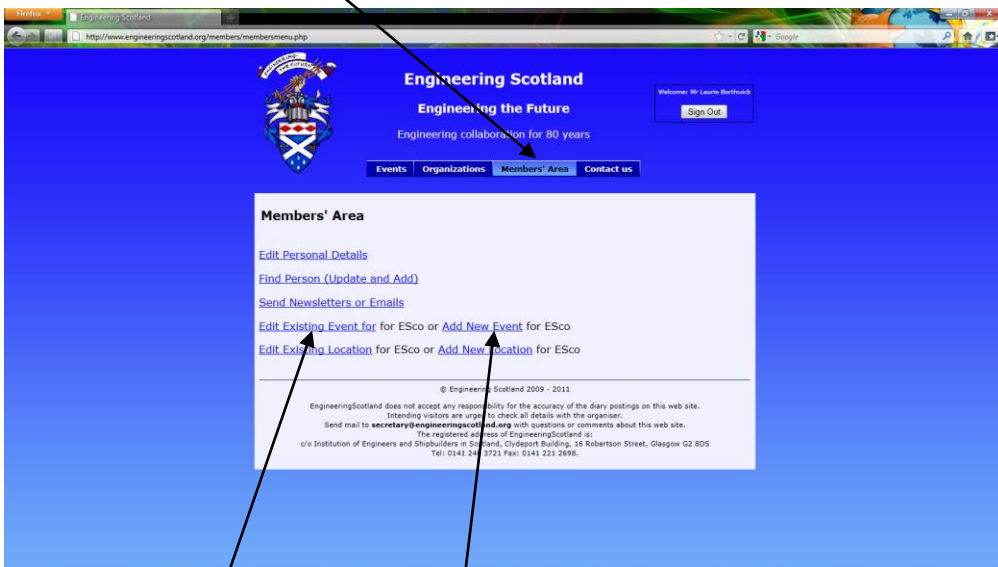 Firefox
Engineering Scotland
http://www.engineeringscotland.org/members/membersmenu.php
Google
Engineering Scotland
Engineering the Future
Engineering collaboration for 80 years
Welcome: Mr Laurie Borthwick
Sign Out
Events Organizations Members' Area Contact us
Members' Area
Edit Personal Details
Find Person (Update and Add)
Send Newsletters or Emails
Edit Existing Event for for ESco or Add New Event for ESco
Edit Existing Location for ESco or Add New Location for ESco
© Engineering Scotland 2009 - 2011
EngineeringScotland does not accept any responsibility for the accuracy of the diary postings on this web site.
Intending visitors are urged to check all details with the organiser.
Send mail to secretary@engineeringscotland.org with questions or comments about this web site.
The registered address of EngineeringScotland is:
c/o Institution of Engineers and Shipbuilders in Scotland, Clydeport Building, 16 Robertson Street, Glasgow G2 8DS
Tel: 0141 248 3721 Fax: 0141 221 2698.